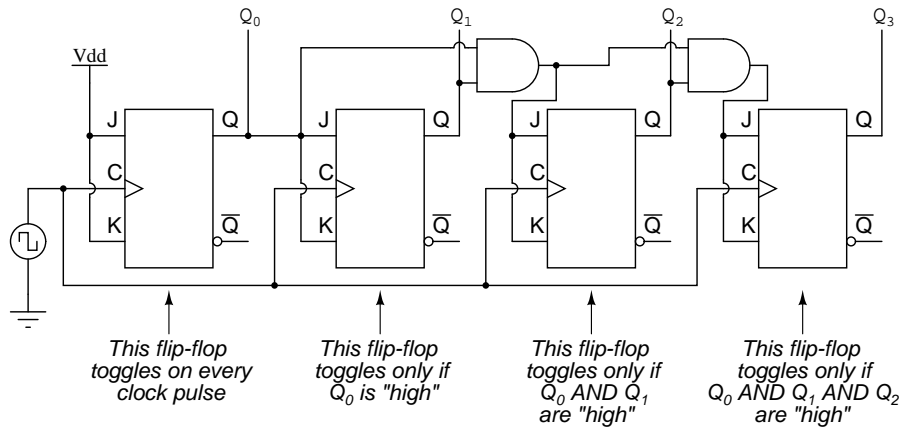 Q0 Q1 Q2 Q3
Vdd
J Q J Q J Q J Q
C C C C
K Q̅ K Q̅ K Q̅ K Q̅
This flip-flop
toggles on every
clock pulse
This flip-flop
toggles only if
Q0 is "high"
This flip-flop
toggles only if
Q0 AND Q1
are "high"
This flip-flop
toggles only if
Q0 AND Q1 AND Q2
are "high"